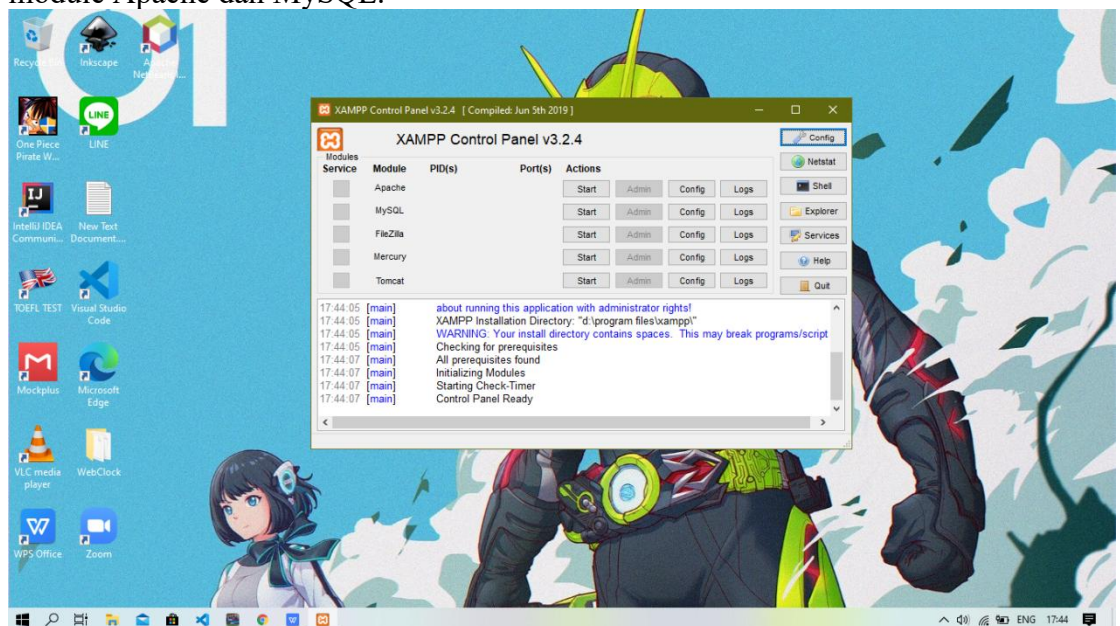 module Apache dan MySQL.
01
Recycle Bin
Inkscape
Apache
One Piece
Pirate W...
LINE
LINE
IntelliJ IDEA
Communi...
New Text
Document....
TOEFL TEST
Visual Studio
Code
Mockplus
Microsoft
Edge
VLC media
player
WebClock
WPS Office
Zoom
XAMPP Control Panel v3.2.4 [ Compiled: Jun 5th 2019 ]
XAMPP Control Panel v3.2.4
Modules
Service Module PID(s) Port(s) Actions
Apache Start Admin Config Logs
MySQL Start Admin Config Logs
FileZilla Start Admin Config Logs
Mercury Start Admin Config Logs
Tomcat Start Admin Config Logs
Config
Netstat
Shell
Explorer
Services
Help
Quit
17:44:05 [main] about running this application with administrator rights!
17:44:05 [main] XAMPP Installation Directory: "d:\program files\xampp\"
17:44:05 [main] WARNING: Your install directory contains spaces. This may break programs/script
17:44:05 [main] Checking for prerequisites
17:44:07 [main] All prerequisites found
17:44:07 [main] Initializing Modules
17:44:07 [main] Starting Check-Timer
17:44:07 [main] Control Panel Ready
ENG 17:44